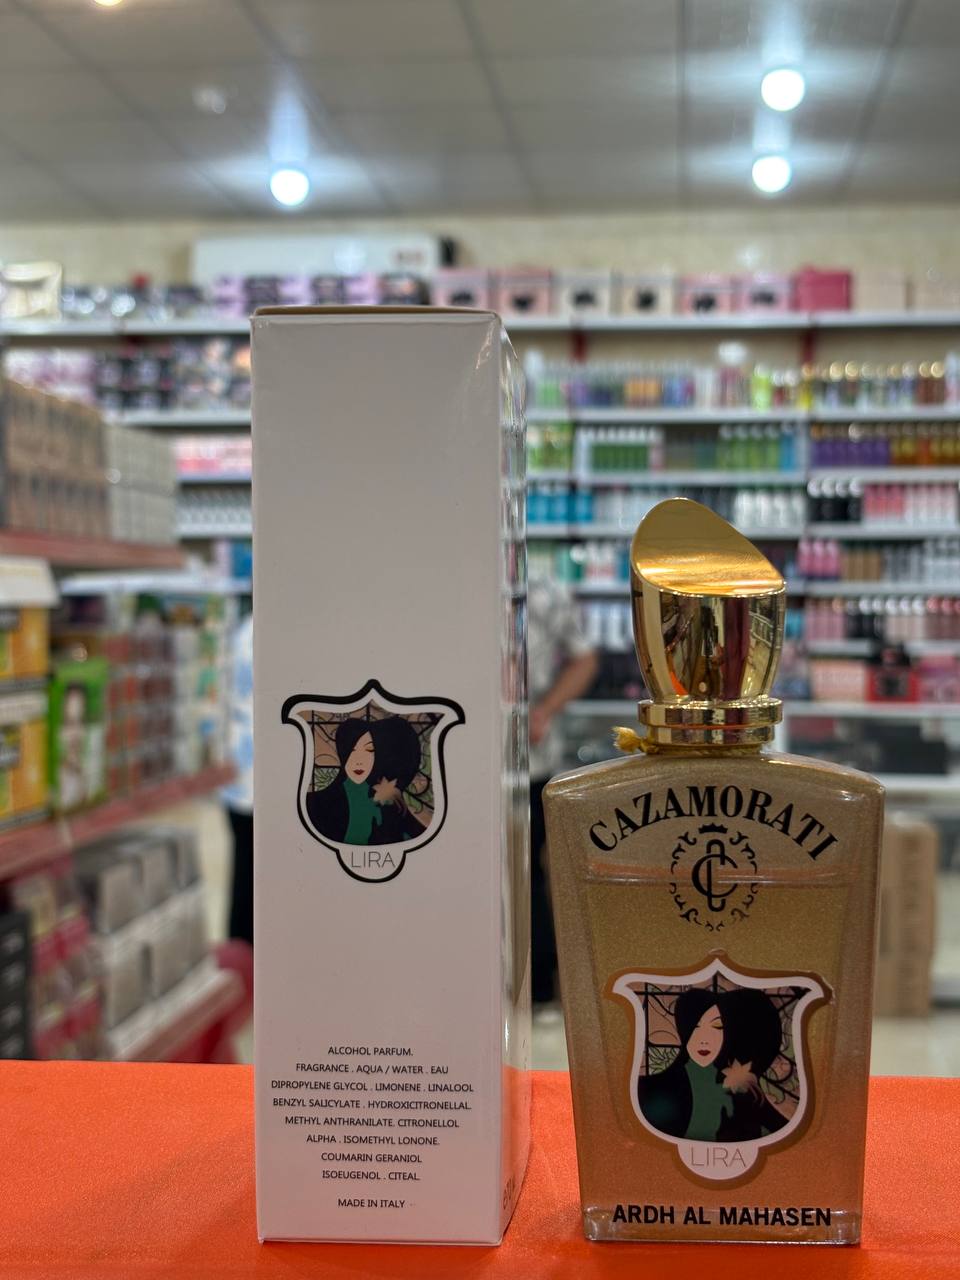 LIRA
ALCOHOL PARFUM.
FRAGRANCE . AQUA / WATER . EAU
DIPROPYLENE GLYCOL . LIMONENE . LINALOOL
BENZYL SALICYLATE . HYDROXICITRONELLAL.
METHYL ANTHRANILATE. CITRONELLOL
ALPHA . ISOMETHYL LONONE.
COUMARIN GERANIOL
ISOEUGENOL . CITEAL
MADE IN ITALY
CAZAMORATI
LIRA
ARDH AL MAHASEN